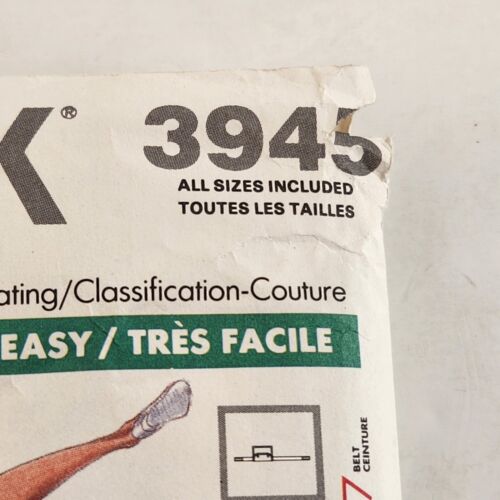 K® 3945
ALL SIZES INCLUDED
TOUTES LES TAILLES
ating/Classification-Couture
EASY/TRÈS FACILE
BELT
CEINTURE